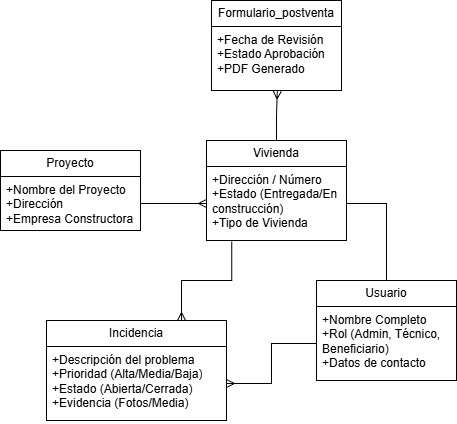 Formulario_postventa
+Fecha de Revisión
+Estado Aprobación
+PDF Generado
Proyecto
+Nombre del Proyecto
+Dirección
+Empresa Constructora
Vivienda
+Dirección / Número
+Estado (Entregada/En
construcción)
+Tipo de Vivienda
Usuario
+Nombre Completo
+Rol (Admin, Técnico,
Beneficiario)
+Datos de contacto
Incidencia
+Descripción del problema
+Prioridad (Alta/Media/Baja)
+Estado (Abierta/Cerrada)
+Evidencia (Fotos/Media)